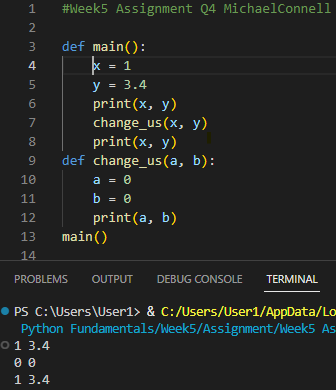 1 #Week5 Assignment Q4 MichaelConnell
2
3 def main():
4 x = 1
5 y = 3.4
6 print(x, y)
7 change_us(x, y)
8 print(x, y)
9 def change_us(a, b):
10 a = 0
11 b = 0
12 print(a, b)
13 main()
14
PROBLEMS OUTPUT DEBUG CONSOLE TERMINAL
PS C:\Users\User1> & C:/Users/User1/AppData/Lo
Python Fundamentals/Week5/Assignment/Week5 As
1 3.4
0 0
1 3.4